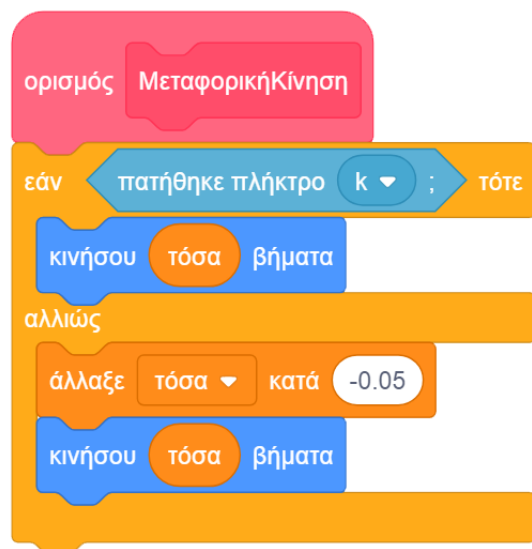 ορισμός ΜεταφορικήΚίνηση
εάν πατήθηκε πλήκτρο k ; τότε
κινήσου τόσα βήματα
αλλιώς
άλλαξε τόσα κατά -0.05
κινήσου τόσα βήματα